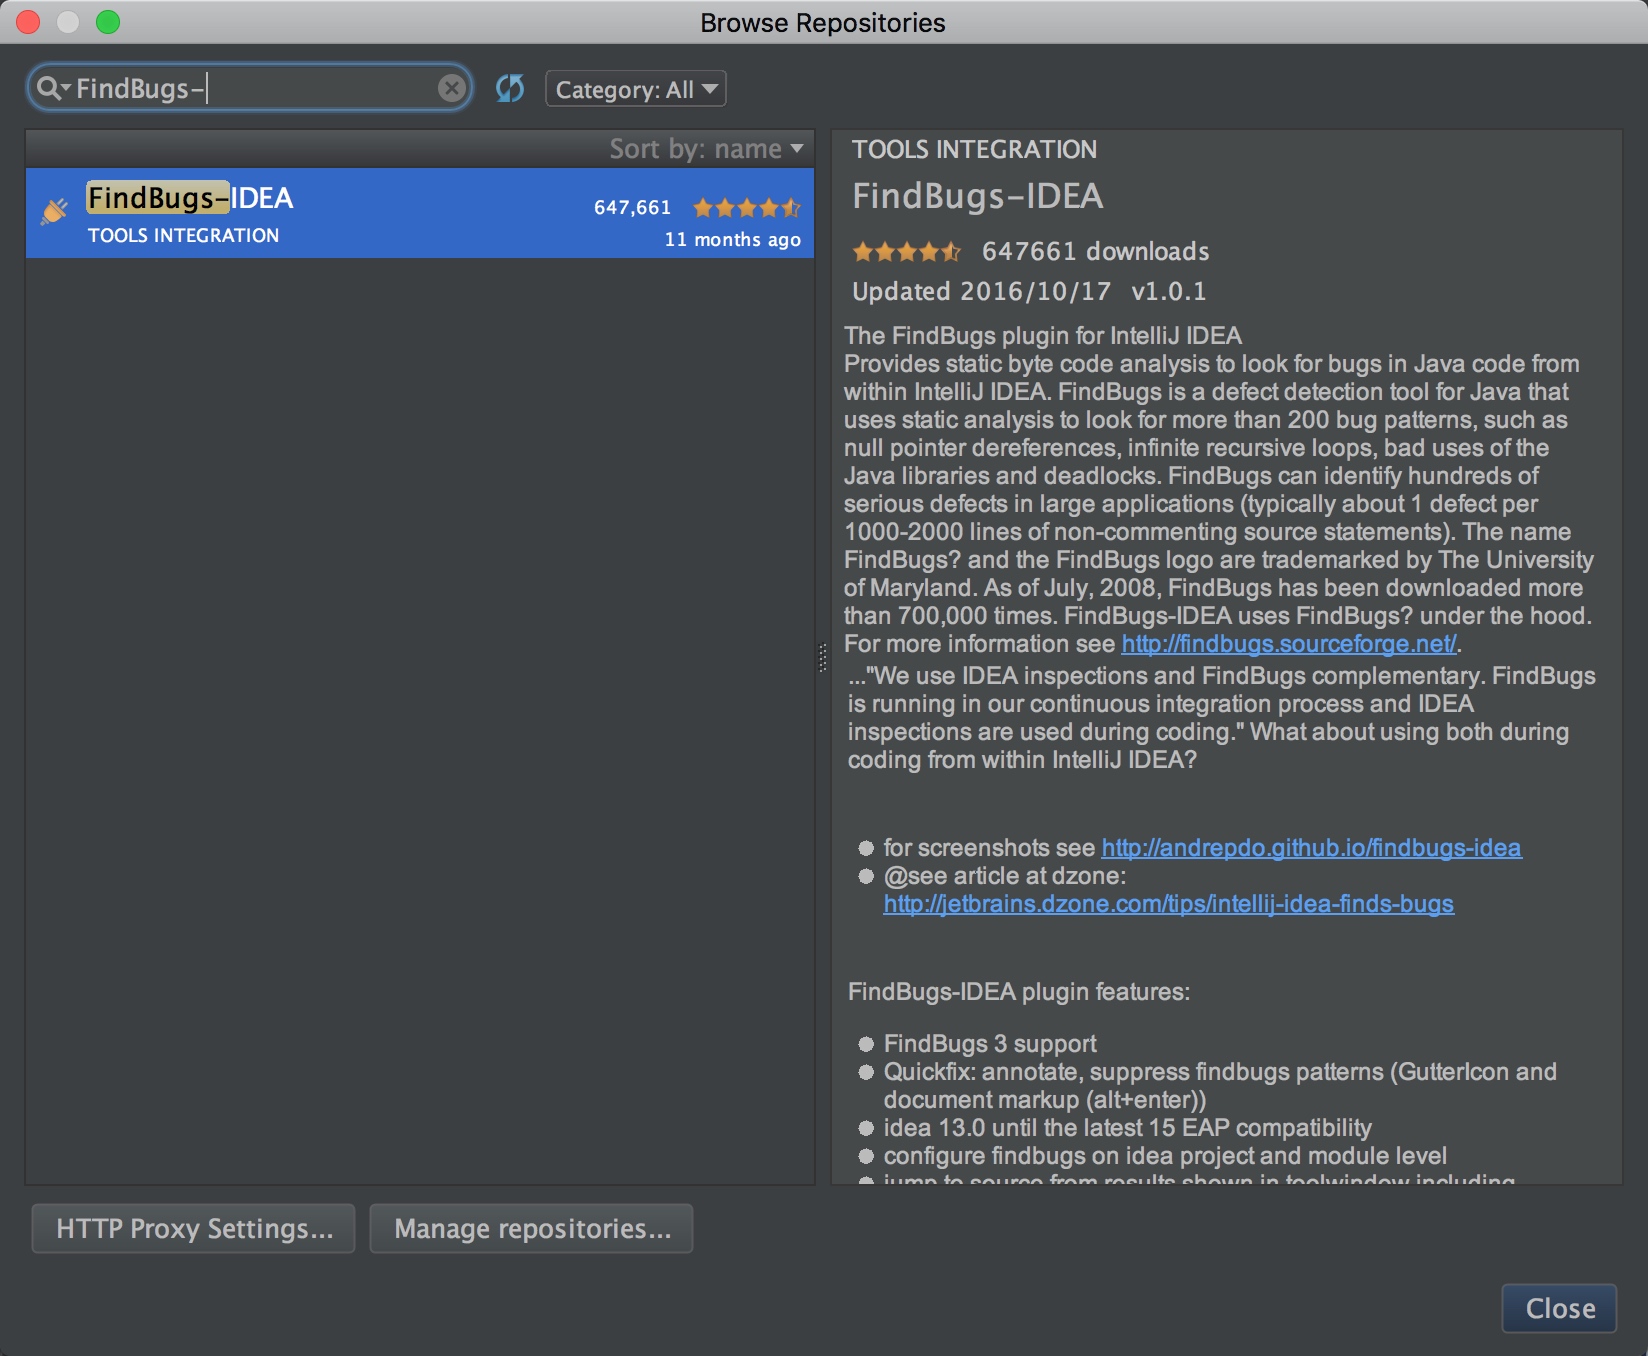 Browse Repositories
FindBugs-
Category: All
Sort by: name
FindBugs-IDEA
647,661
TOOLS INTEGRATION
11 months ago
TOOLS INTEGRATION
FindBugs-IDEA
647661 downloads
Updated 2016/10/17 v1.0.1
The FindBugs plugin for IntelliJ IDEA
Provides static byte code analysis to look for bugs in Java code from
within IntelliJ IDEA. FindBugs is a defect detection tool for Java that
uses static analysis to look for more than 200 bug patterns, such as
null pointer dereferences, infinite recursive loops, bad uses of the
Java libraries and deadlocks. FindBugs can identify hundreds of
serious defects in large applications (typically about 1 defect per
1000-2000 lines of non-commenting source statements). The name
FindBugs? and the FindBugs logo are trademarked by The University
of Maryland. As of July, 2008, FindBugs has been downloaded more
than 700,000 times. FindBugs-IDEA uses FindBugs? under the hood.
For more information see http://findbugs.sourceforge.net/.
..."We use IDEA inspections and FindBugs complementary. FindBugs
is running in our continuous integration process and IDEA
inspections are used during coding." What about using both during
coding from within IntelliJ IDEA?
for screenshots see http://andrepdo.github.io/findbugs-idea
@see article at dzone:
http://jetbrains.dzone.com/tips/intellij-idea-finds-bugs
FindBugs-IDEA plugin features:
FindBugs 3 support
Quickfix: annotate, suppress findbugs patterns (GutterIcon and
document markup (alt+enter))
idea 13.0 until the latest 15 EAP compatibility
configure findbugs on idea project and module level
jump to source from results shown in toolwindow including
HTTP Proxy Settings...
Manage repositories...
Close